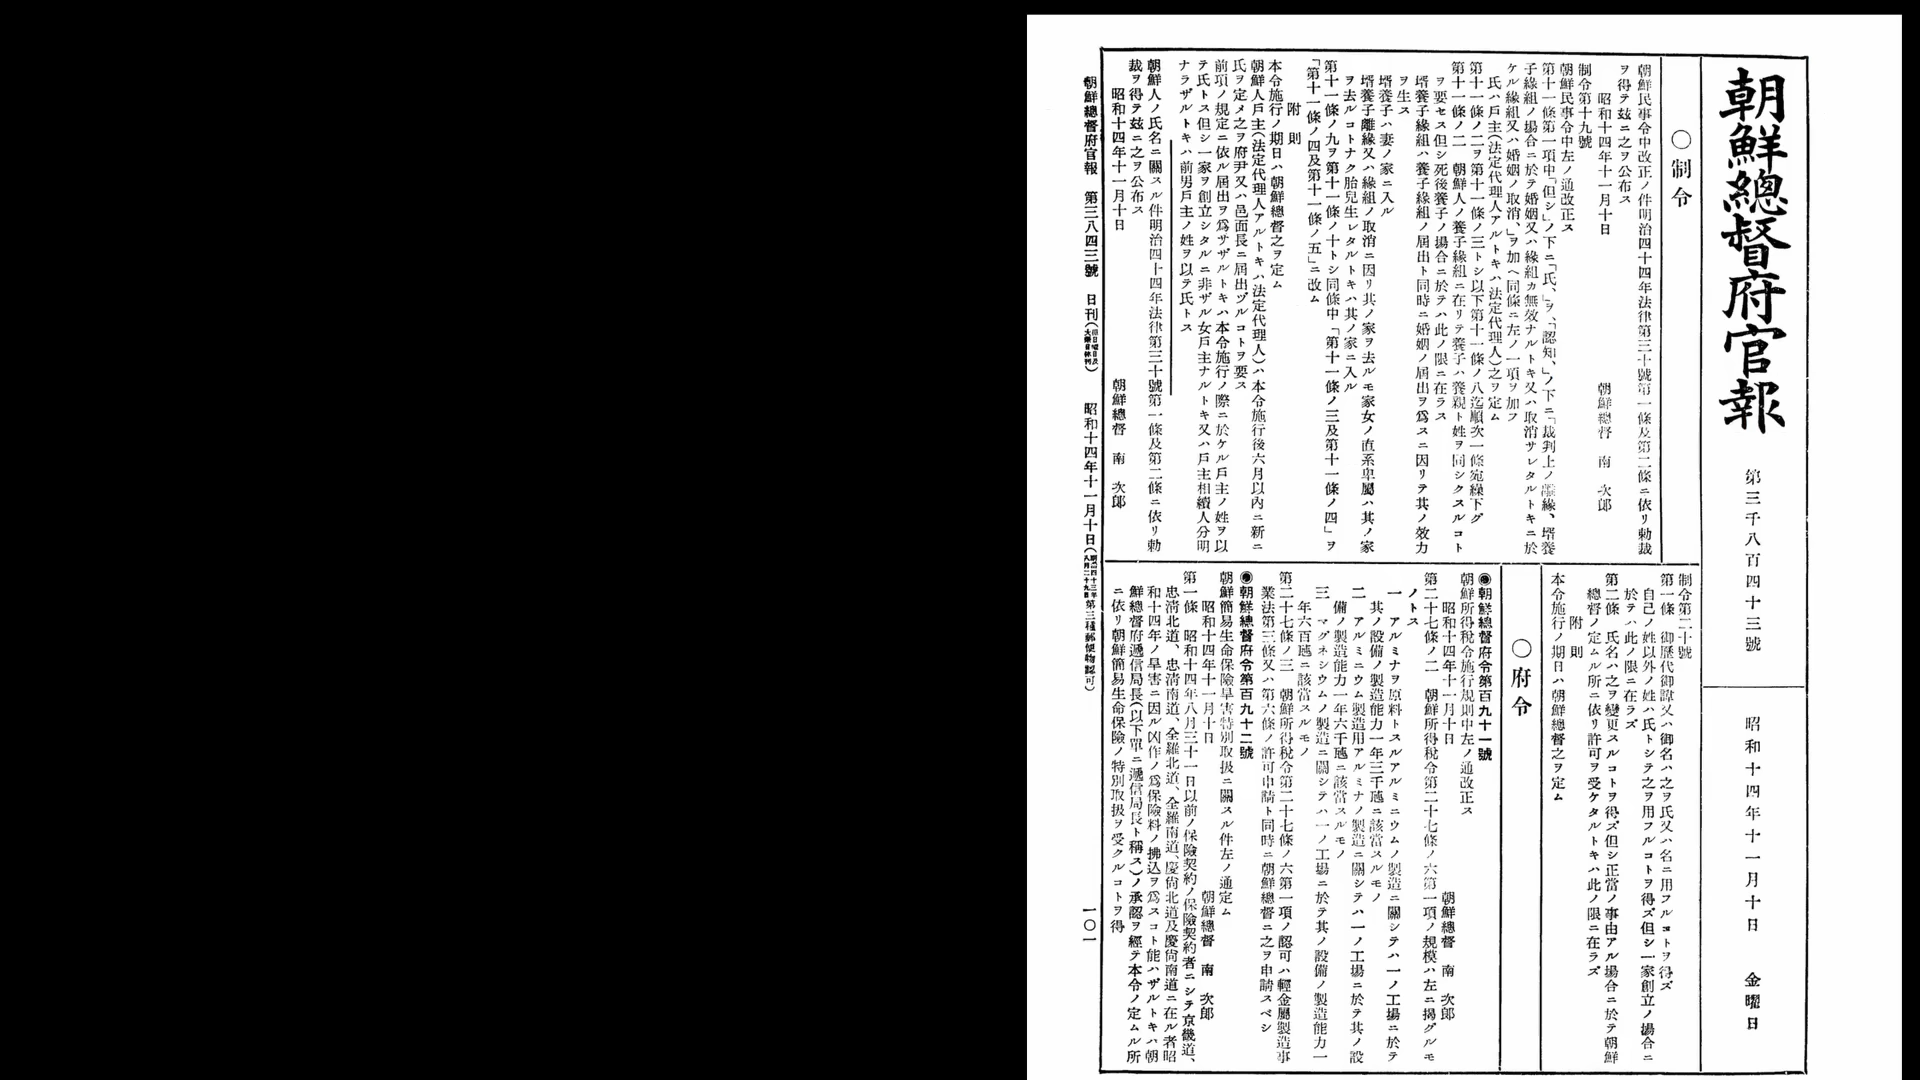 朝鮮總督府官報
第三千八百四十三號
昭和十四年十一月十日 金曜日
〇制令
朝鮮民事令中改正ノ件明治四十四年法律第三十號第一條及第二條ニ依リ勅裁
ヲ得テ玆ニ之ヲ公布ス
昭和十四年十一月十日
朝鮮總督 南 次郞
制令第十九號
朝鮮民事令中左ノ通改正ス
第十一條第一項中「但シ」ノ下ニ「氏、」ヲ、「認知、」ノ下ニ「裁判上ノ離緣、壻養
子緣組ノ場合ニ於テ婚姻又ハ緣組カ無效ナルトキ又ハ取消サレタルトキニ於
ケル緣組又ハ婚姻ノ取消、」ヲ加ヘ同條ニ左ノ一項ヲ加フ
氏ハ戶主(法定代理人アルトキハ法定代理人)之ヲ定ム
第十一條ノ二ヲ第十一條ノ三トシ以下第十一條ノ八迄順次一條宛繰下グ
第十一條ノ二 朝鮮人ノ養子緣組ニ在リテ養子ハ養親ト姓ヲ同シクスルコト
ヲ要セス但シ死後養子ノ場合ニ於テハ此ノ限ニ在ラス
壻養子緣組ハ養子緣組ノ屆出ト同時ニ婚姻ノ屆出ヲ爲スニ因リテ其ノ效力
ヲ生ス
壻養子ハ妻ノ家ニ入ル
壻養子離緣又ハ緣組ノ取消ニ因リ其ノ家ヲ去ルモ家女ノ直系卑屬ハ其ノ家
ヲ去ルコトナク胎兒生レタルトキハ其ノ家ニ入ル
第十一條ノ九ヲ第十一條ノ十トシ同條中「第十一條ノ三及第十一條ノ四」ヲ
「第十一條ノ四及第十一條ノ五」ニ改ム
附 則
本令施行ノ期日ハ朝鮮總督之ヲ定ム
朝鮮人戶主(法定代理人アルトキハ法定代理人)ハ本令施行後六月以內ニ新ニ
氏ヲ定メ之ヲ府尹又ハ邑面長ニ屆出ヅルコトヲ要ス
前項ノ規定ニ依ル屆出ヲ爲サザルトキハ本令施行ノ際ニ於ケル戶主ノ姓ヲ以
テ氏トス但シ一家ヲ創立シタルニ非ザル女戶主ナルトキ又ハ戶主相續人分明
ナラザルトキハ前男戶主ノ姓ヲ以テ氏トス
朝鮮人ノ氏名ニ關スル件明治四十四年法律第三十號第一條及第二條ニ依リ勅
裁ヲ得テ玆ニ之ヲ公布ス
昭和十四年十一月十日
朝鮮總督 南 次郞
制令第二十號
第一條 御歷代御諱又ハ御名ハ之ヲ氏又ハ名ニ用フルコトヲ得ズ
自己ノ姓以外ノ姓ハ氏トシテ之ヲ用フルコトヲ得ズ但シ一家創立ノ場合ニ
於テハ此ノ限ニ在ラズ
第二條 氏名ハ之ヲ變更スルコトヲ得ズ但シ正當ノ事由アル場合ニ於テ朝鮮
總督ノ定ムル所ニ依リ許可ヲ受ケタルトキハ此ノ限ニ在ラズ
附 則
本令施行ノ期日ハ朝鮮總督之ヲ定ム
〇府令
◉朝鮮總督府令第百九十一號
朝鮮所得稅令施行規則中左ノ通改正ス
昭和十四年十一月十日
朝鮮總督 南 次郞
第二十七條ノ二 朝鮮所得稅令第二十七條ノ六第一項ノ規模ハ左ニ揭グルモ
ノトス
一 アルミナヲ原料トスルアルミニウムノ製造ニ關シテハ一ノ工場ニ於テ
其ノ設備ノ製造能力一年三千瓲ニ該當スルモノ
二 アルミニウム製造用アルミナノ製造ニ關シテハ一ノ工場ニ於テ其ノ設
備ノ製造能力一年六千瓲ニ該當スルモノ
三 マグネシウムノ製造ニ關シテハ一ノ工場ニ於テ其ノ設備ノ製造能力一
年六百瓲ニ該當スルモノ
第二十七條ノ三 朝鮮所得稅令第二十七條ノ六第一項ノ認可ハ輕金屬製造事
業法第三條又ハ第六條ノ許可申請ト同時ニ朝鮮總督ニ之ヲ申請スベシ
◉朝鮮總督府令第百九十二號
朝鮮簡易生命保險旱害特別取扱ニ關スル件左ノ通定ム
昭和十四年十一月十日
朝鮮總督 南 次郞
第一條 昭和十四年八月三十一日以前ノ保險契約ノ保險契約者ニシテ京畿道、
忠淸北道、忠淸南道、全羅北道、全羅南道、慶尙北道及慶尙南道ニ在ル者昭
和十四年ノ旱害ニ因ル凶作ノ爲保險料ノ拂込ヲ爲スコト能ハザルトキハ朝
鮮總督府遞信局長(以下單ニ遞信局長ト稱ス)ノ承認ヲ經テ本令ノ定ムル所
ニ依リ朝鮮簡易生命保險ノ特別取扱ヲ受クルコトヲ得
朝鮮總督府官報 第三八四三號 日刊 昭和十四年十一月十日 第三種郵便物認可 一〇一